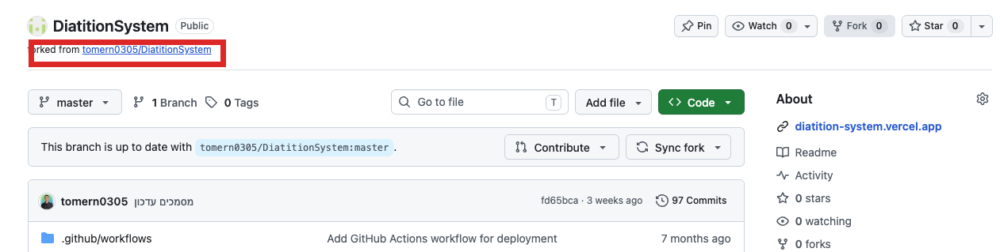 DiatitionSystem Public Pin Watch 0 Fork 0 Star 0
forked from tomern0305/DiatitionSystem
master 1 Branch 0 Tags Go to file T Add file Code
This branch is up to date with tomern0305/DiatitionSystem:master . Contribute Sync fork
tomern0305 מסמכים עדכון fd65bca · 3 weeks ago 97 Commits
.github/workflows Add GitHub Actions workflow for deployment 7 months ago
About
diatition-system.vercel.app
Readme
Activity
0 stars
0 watching
0 forks